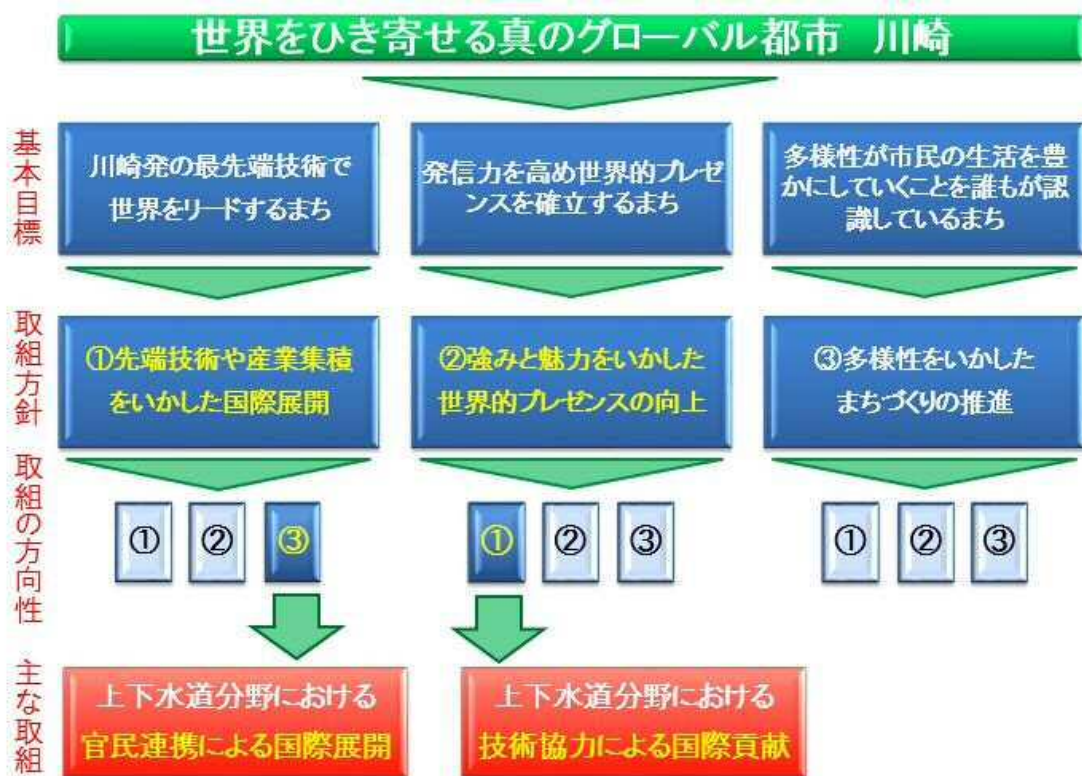 世界をひき寄せる真のグローバル都市　川崎
基本目標
川崎発の最先端技術で
世界をリードするまち
発信力を高め世界的プレゼ
ンスを確立するまち
多様性が市民の生活を豊
かにしていくことを誰もが認
識しているまち
取組方針
①先端技術や産業集積
をいかした国際展開
②強みと魅力をいかした
世界的プレゼンスの向上
③多様性をいかした
まちづくりの推進
取組の方向性
① ② ③
① ② ③
① ② ③
主な取組
上下水道分野における
官民連携による国際展開
上下水道分野における
技術協力による国際貢献